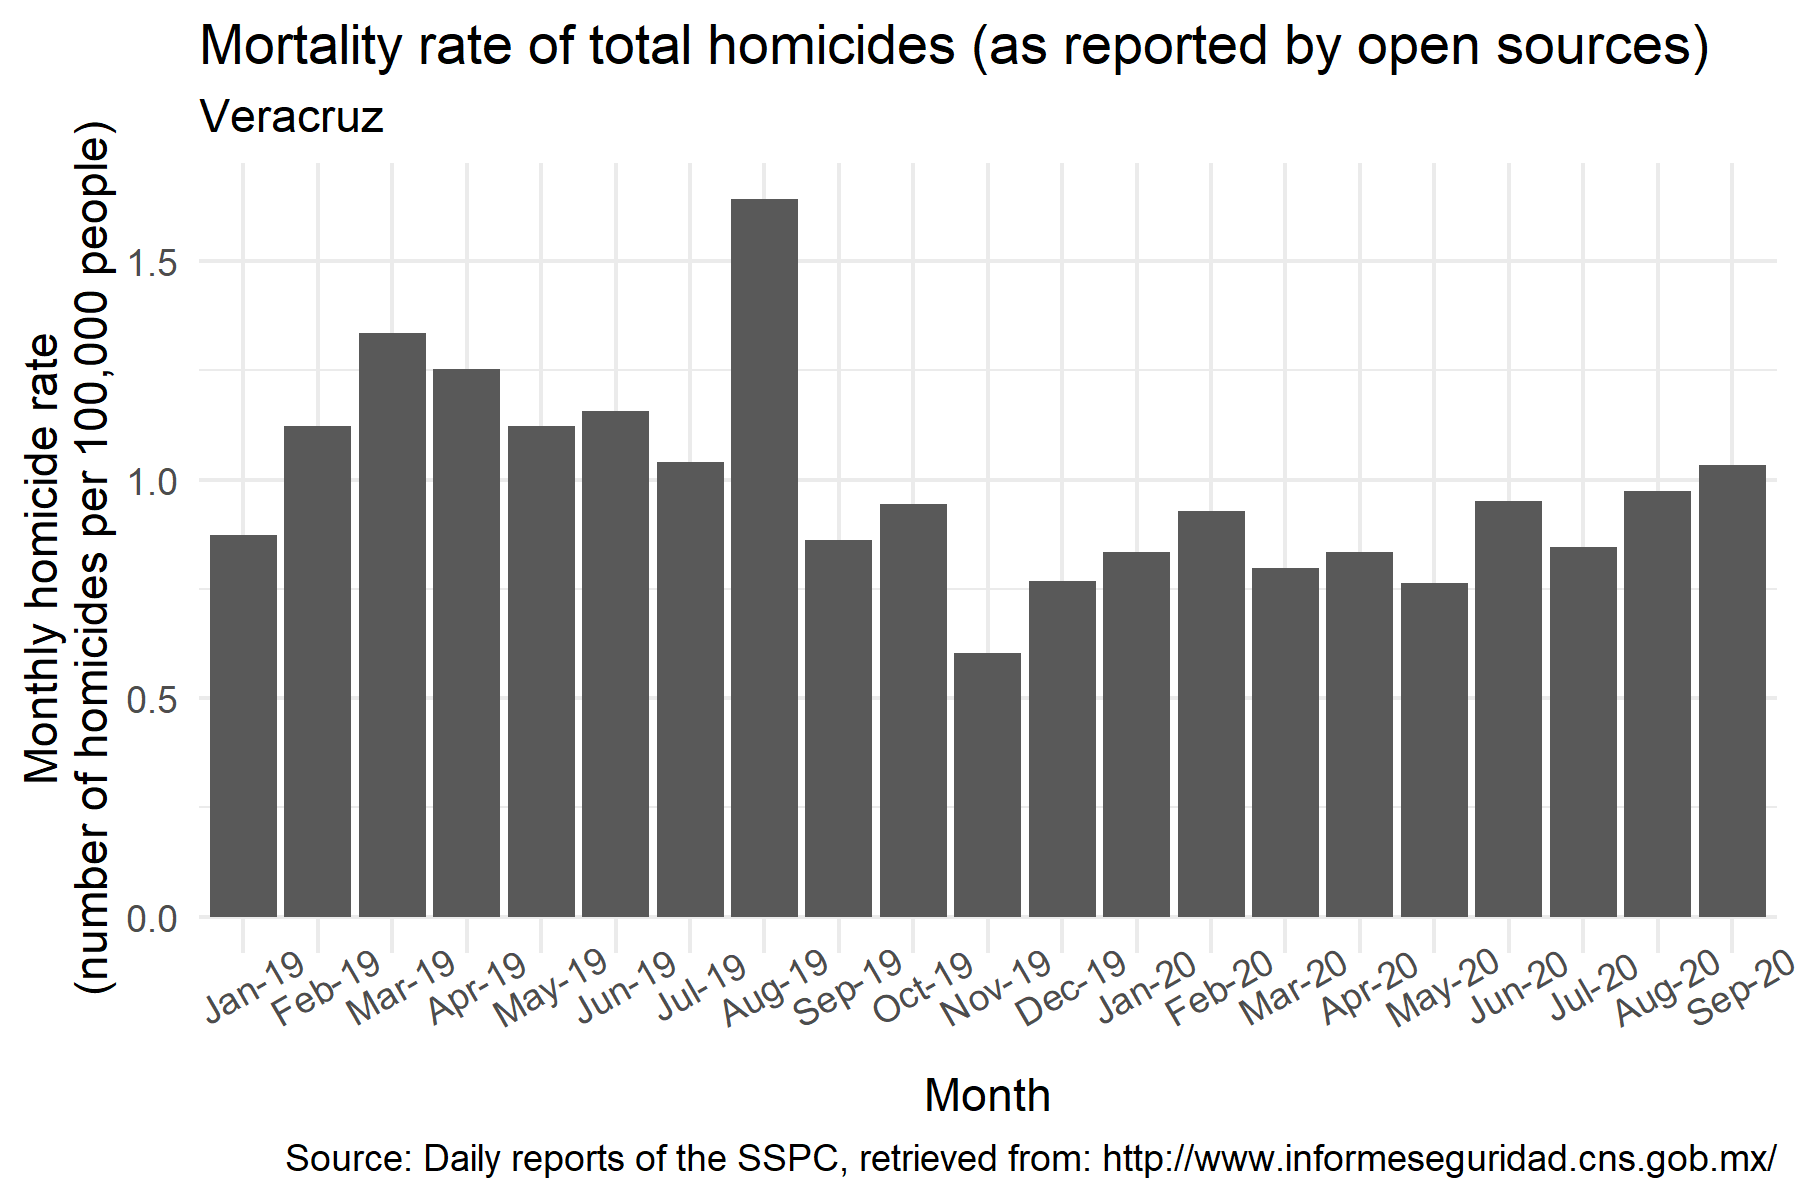 Mortality rate of total homicides (as reported by open sources)
Veracruz
Monthly homicide rate
(number of homicides per 100,000 people)
1.5
1.0
0.5
0.0
Jan-19
Feb-19
Mar-19
Apr-19
May-19
Jun-19
Jul-19
Aug-19
Sep-19
Oct-19
Nov-19
Dec-19
Jan-20
Feb-20
Mar-20
Apr-20
May-20
Jun-20
Jul-20
Aug-20
Sep-20
Month
Source: Daily reports of the SSPC, retrieved from: http://www.informeseguridad.cns.gob.mx/